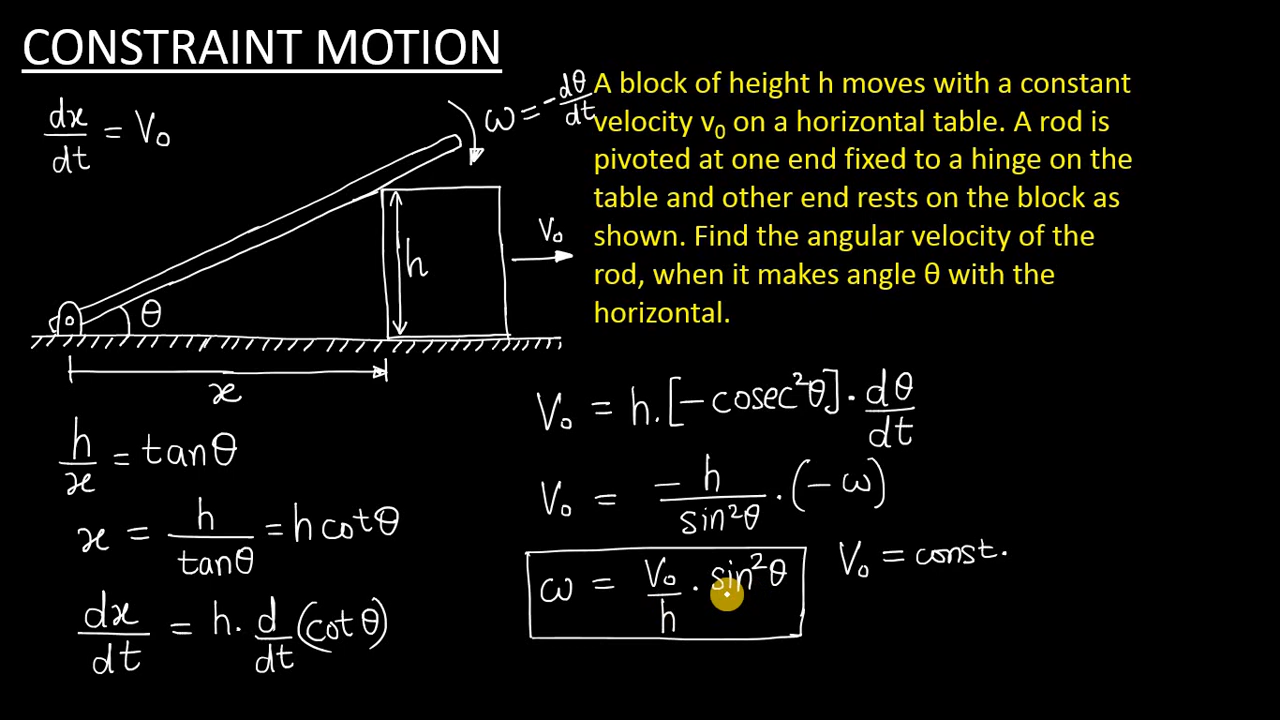 CONSTRAINT MOTION
dx/dt = V₀
ω = -dθ/dt
A block of height h moves with a constant
velocity v₀ on a horizontal table. A rod is
pivoted at one end fixed to a hinge on the
table and other end rests on the block as
shown. Find the angular velocity of the
rod, when it makes angle θ with the
horizontal.
V₀
h
θ
x
h/x = tanθ
x = h/tanθ = h cotθ
dx/dt = h. d/dt (cot θ)
V₀ = h. [- cosec²θ] · dθ/dt
V₀ = -h/sin²θ · (-ω)
ω = V₀/h · sin²θ
V₀ = const.